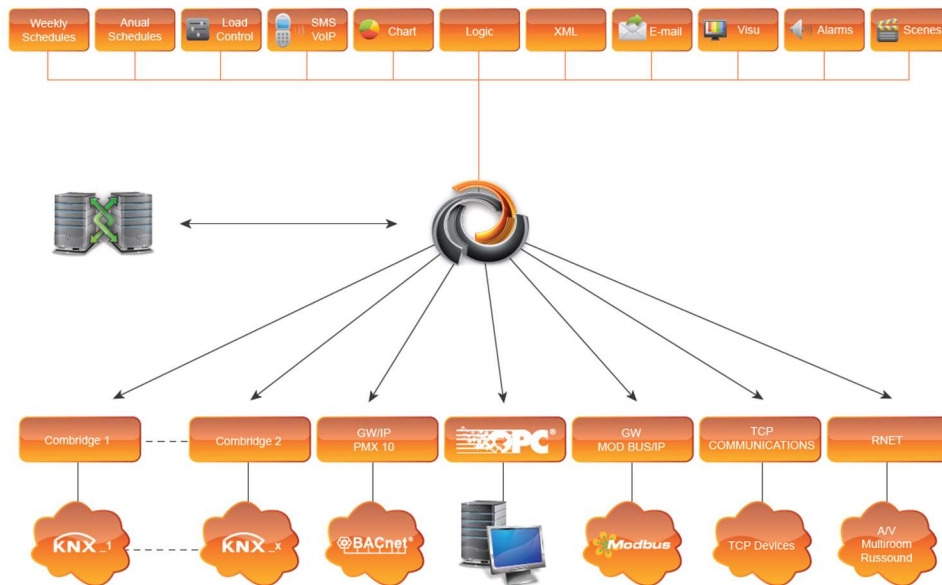 Weekly
Schedules
Anual
Schedules
Load
Control
SMS
VoIP
Chart
Logic
XML
E-mail
Visu
Alarms
Scenes
Combridge 1
Combridge 2
GW/IP
PMX 10
OPC®
GW
MOD BUS/IP
TCP
COMMUNICATIONS
RNET
KNX_1
KNX_x
BACnet®
Modbus
TCP Devices
A/V
Multiroom
Russound